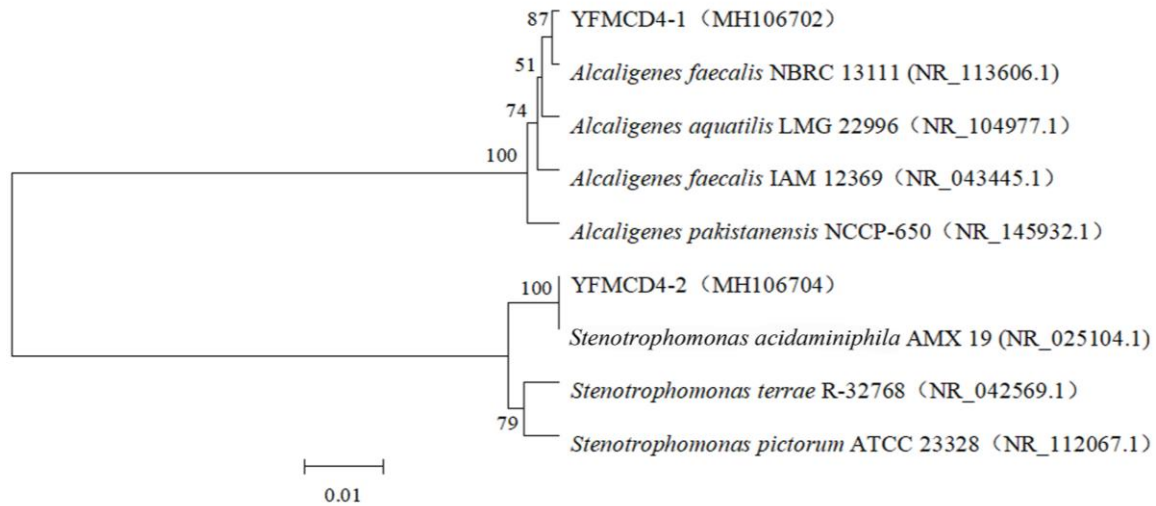 87 YFMCD4-1（MH106702）
51 Alcaligenes faecalis NBRC 13111 (NR_113606.1)
74 Alcaligenes aquatilis LMG 22996（NR_104977.1）
100 Alcaligenes faecalis IAM 12369（NR_043445.1）
Alcaligenes pakistanensis NCCP-650（NR_145932.1）
100 YFMCD4-2（MH106704）
Stenotrophomonas acidaminiphila AMX 19 (NR_025104.1)
Stenotrophomonas terrae R-32768（NR_042569.1）
79 Stenotrophomonas pictorum ATCC 23328（NR_112067.1）
0.01